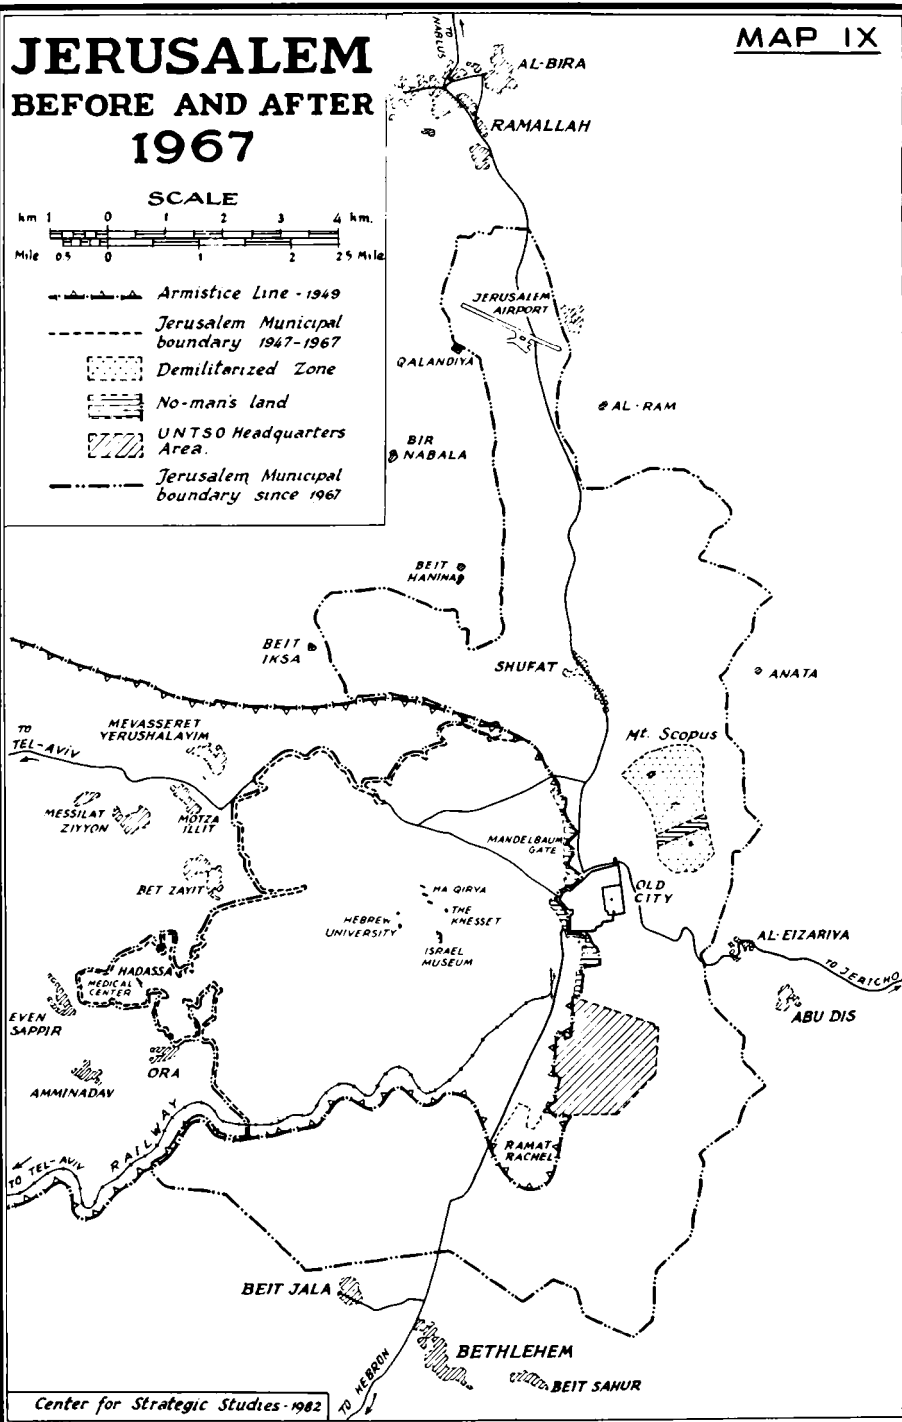 MAP IX
JERUSALEM
BEFORE AND AFTER
1967
SCALE
km 1 0 1 2 3 4 km.
Mile 0.5 0 1 2 2.5 Mile
Armistice Line - 1949
Jerusalem Municipal
boundary 1947-1967
Demilitarized Zone
No-man's land
UNTSO Headquarters
Area.
Jerusalem Municipal
boundary since 1967
TO
NABLUS
AL-BIRA
RAMALLAH
JERUSALEM
AIRPORT
QALANDIYA
AL-RAM
BIR
NABALA
BEIT
HANINA
BEIT
IKSA
SHUFAT
ANATA
Mt. Scopus
TO
TEL-AVIV
MEVASSERET
YERUSHALAYIM
MESSILAT
ZIYYON
MOTZA
ILLIT
MANDELBAUM
GATE
BET ZAYIT
HA QIRYA
THE
KNESSET
HEBREW
UNIVERSITY
ISRAEL
MUSEUM
OLD
CITY
AL-EIZARIYA
TO JERICHO
ABU DIS
HADASSA
MEDICAL
CENTER
EVEN
SAPPIR
ORA
AMMINADAV
RAILWAY
TO TEL-AVIV
RAMAT
RACHEL
BEIT JALA
BETHLEHEM
BEIT SAHUR
TO HEBRON
Center for Strategic Studies - 1982